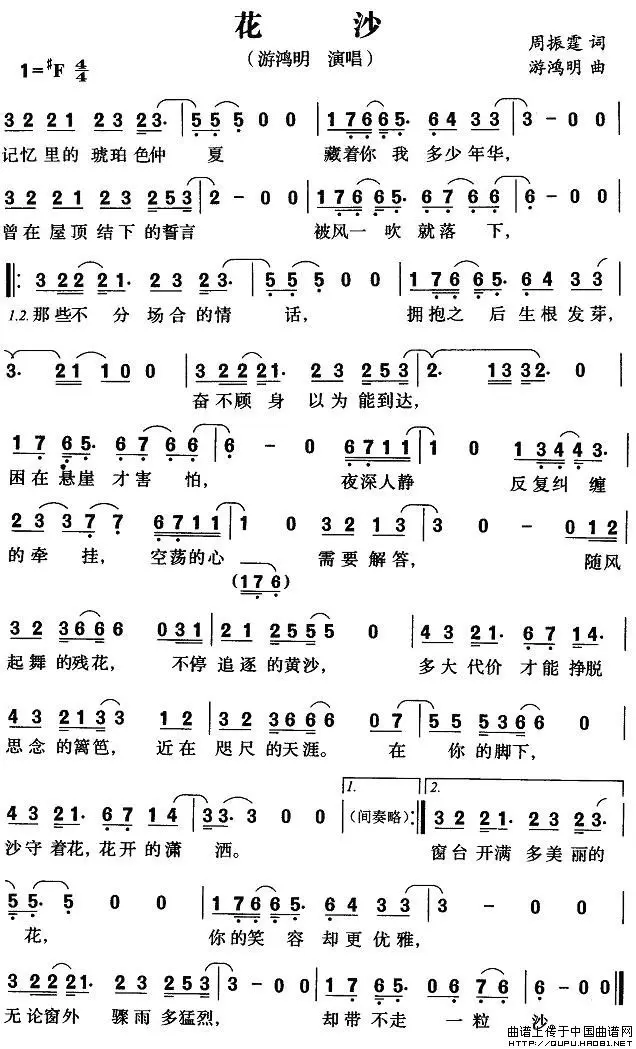 花 沙
(游鸿明 演唱)
周振霆 词
1=#F 4/4
游鸿明 曲
3 2 2 1 2 3 2 3· 5 5 5 0 0 1 7 6 6 5· 6 4 3 3 3 - 0 0
记忆里的 琥珀色仲 夏 藏着你 我 多少年华,
3 2 2 1 2 3 2 5 3 2 - 0 0 1 7 6 6 5· 6 7 6 6 6 - 0 0
曾在屋顶结下的誓言 被风一 吹就落 下,
3 2 2 2 1· 2 3 2 3· 5 5 5 0 0 1 7 6 6 5· 6 4 3 3
1.2.那些不 分 场合的情 话, 拥抱之 后生根发芽,
3· 2 1 1 0 0 3 2 2 2 1· 2 3 2 5 3 2· 1 3 3 2· 0
奋不顾 身 以为能到达,
1 7 6 5· 6 7 6 6 6 - 0 6 7 1 1 1 0 1 3 4 4 3·
困在悬崖才害 怕, 夜深人静 反复纠 缠
2 3 3 7 7 6 7 1 1 1 0 3 2 1 3 3 0 - 0 1 2
的牵 挂, 空荡的心 需要解答, 随风
(1 7 6)
3 2 3 6 6 6 0 3 1 2 1 2 5 5 5 0 4 3 2 1· 6 7 1 4·
起舞的残花, 不停追逐的黄沙, 多大代价 才能 挣脱
4 3 2 1 3 3 1 2 3 2 3 6 6 6 0 7 5 5 5 3 6 6 0
思念的篱笆, 近在咫尺的天涯。 在 你的脚下,
1. 2.
4 3 2 1· 6 7 1 4 3 3· 3 0 0 (间奏略) 3 2 2 1· 2 3 2 3·
沙守着花,花开的潇 洒。 窗台开满 多美丽的
5 5· 5 0 0 1 7 6 6 5· 6 4 3 3 3 - 0 0
花, 你的笑 容却更优雅,
3 2 2 2 1· 2 3 2 5 3 3 - 0 0 1 7 6 5· 0 6 7 6 6 - 0 0
无论窗外 骤雨多猛烈, 却带不走 一粒 沙。
曲谱上传于中国曲谱网
HTTP://QUPU.HAO81.NET